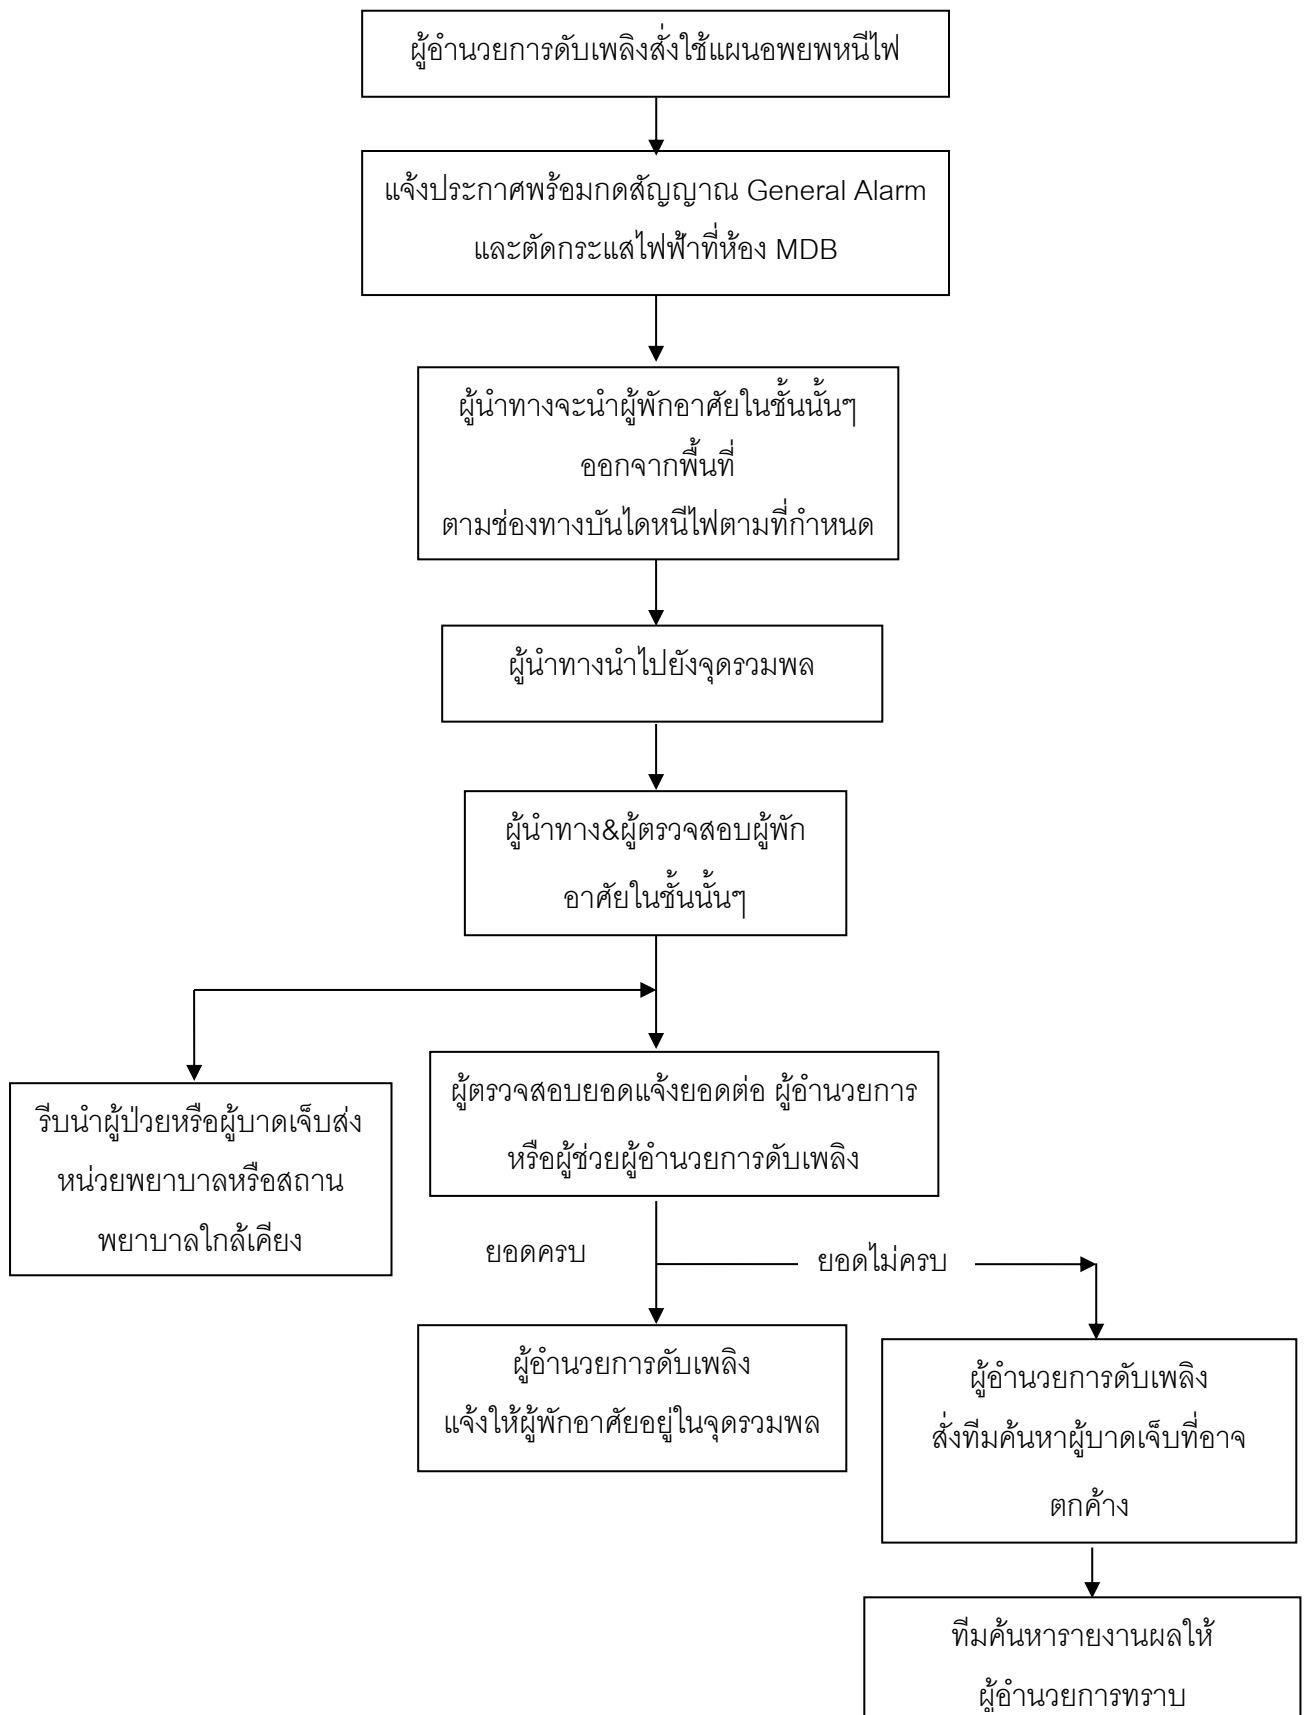 ผู้อำนวยการดับเพลิงสั่งใช้แผนอพยพหนีไฟ
แจ้งประกาศพร้อมกดสัญญาณ General Alarm
และตัดกระแสไฟฟ้าที่ห้อง MDB
ผู้นำทางจะนำผู้พักอาศัยในชั้นนั้นๆ
ออกจากพื้นที่
ตามช่องทางบันไดหนีไฟตามที่กำหนด
ผู้นำทางนำไปยังจุดรวมพล
ผู้นำทาง&ผู้ตรวจสอบผู้พัก
อาศัยในชั้นนั้นๆ
รีบนำผู้ป่วยหรือผู้บาดเจ็บส่ง
หน่วยพยาบาลหรือสถาน
พยาบาลใกล้เคียง
ผู้ตรวจสอบยอดแจ้งยอดต่อ ผู้อำนวยการ
หรือผู้ช่วยผู้อำนวยการดับเพลิง
ยอดครบ
ยอดไม่ครบ
ผู้อำนวยการดับเพลิง
แจ้งให้ผู้พักอาศัยอยู่ในจุดรวมพล
ผู้อำนวยการดับเพลิง
สั่งทีมค้นหาผู้บาดเจ็บที่อาจ
ตกค้าง
ทีมค้นหารายงานผลให้
ผู้อำนวยการทราบ